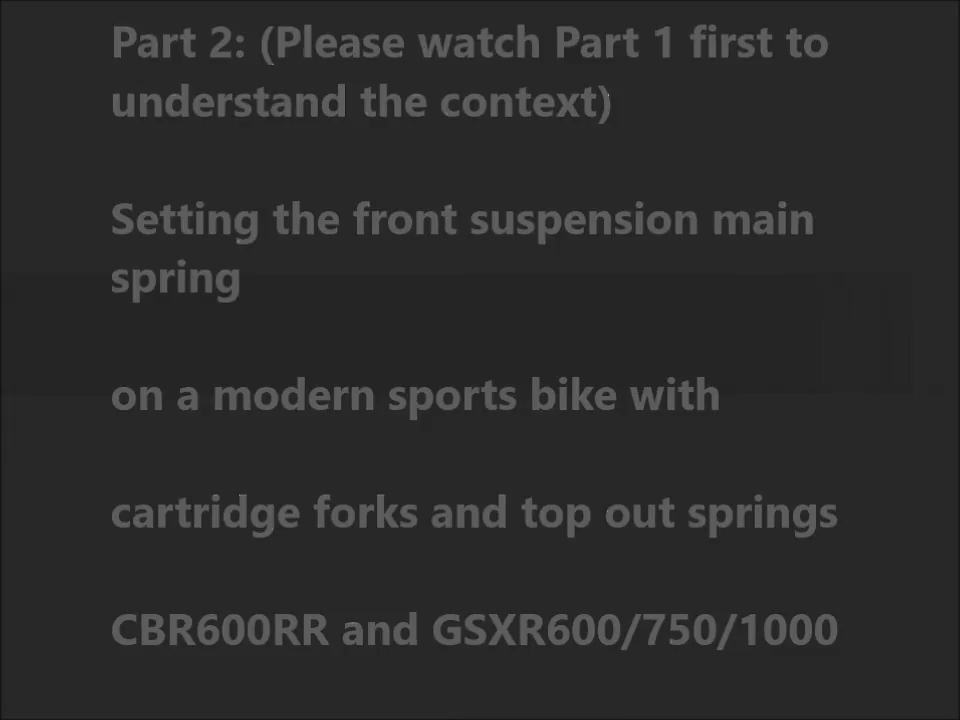 Part 2: (Please watch Part 1 first to
understand the context)
Setting the front suspension main
spring
on a modern sports bike with
cartridge forks and top out springs
CBR600RR and GSXR600/750/1000